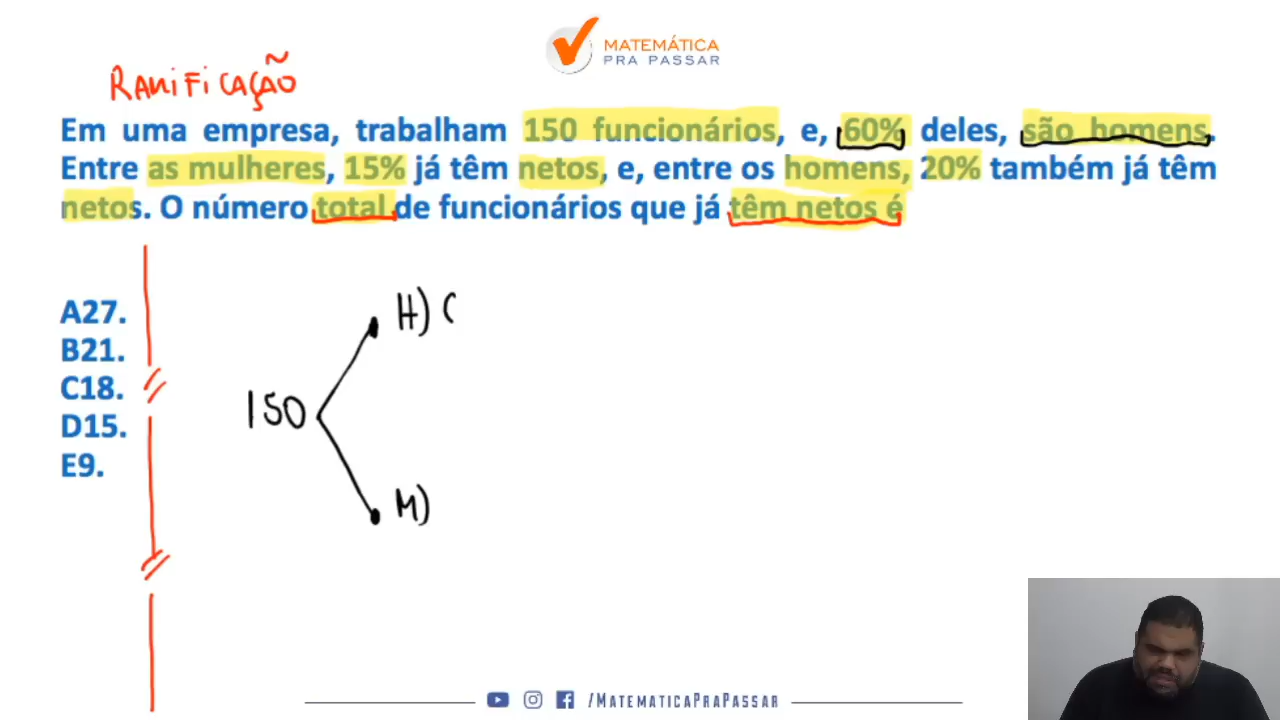 MATEMÁTICA
PRA PASSAR
RAMIFICAÇÃO
Em uma empresa, trabalham 150 funcionários, e, 60% deles, são homens.
Entre as mulheres, 15% já têm netos, e, entre os homens, 20% também já têm
netos. O número total de funcionários que já têm netos é
A27.
B21.
C18.
D15.
E9.
H) (
150
M)
/MATEMATICAPRAPASSAR